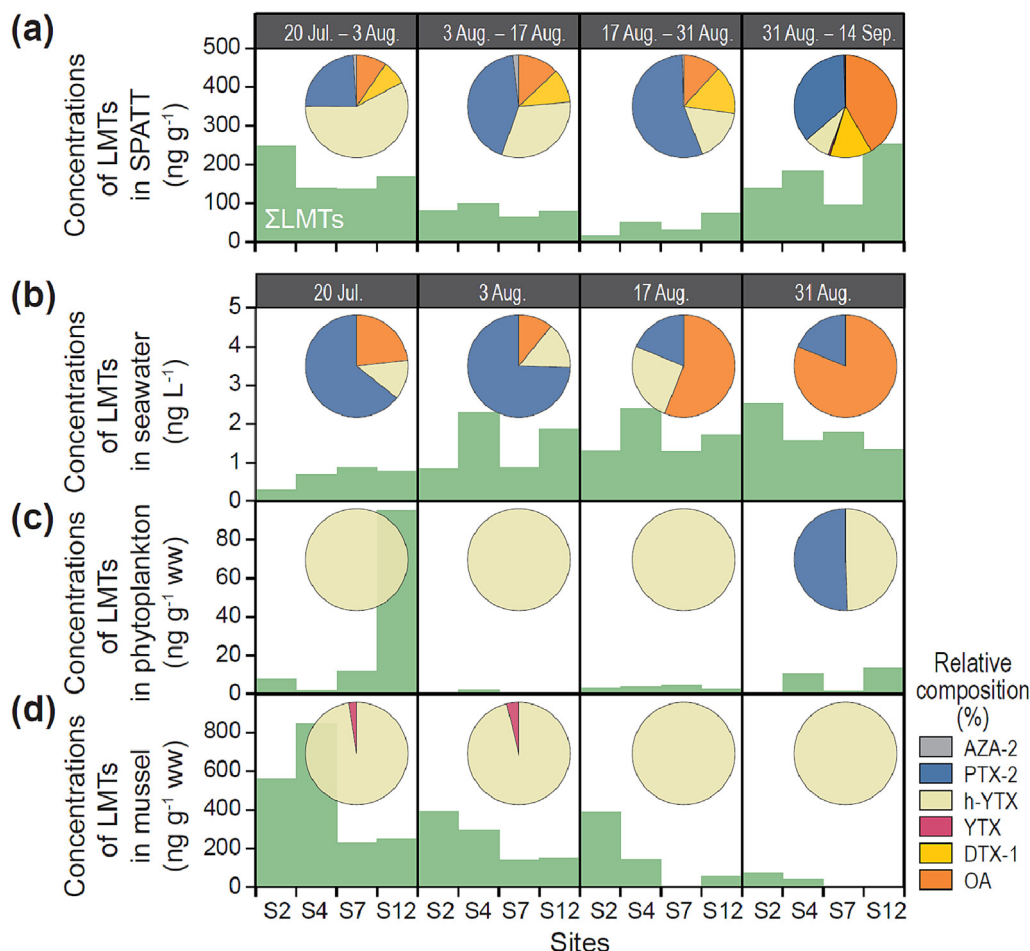 (a)
Concentrations
of LMTs
in SPATT
(ng g-1)
500
400
300
200
100
0
20 Jul. – 3 Aug.
3 Aug. – 17 Aug.
17 Aug. – 31 Aug.
31 Aug. – 14 Sep.
ΣLMTs
(b)
Concentrations
of LMTs
in seawater
(ng L-1)
5
4
3
2
1
0
20 Jul.
3 Aug.
17 Aug.
31 Aug.
(c)
Concentrations
of LMTs
in phytoplankton
(ng g-1 ww)
80
60
40
20
0
(d)
Concentrations
of LMTs
in mussel
(ng g-1 ww)
800
600
400
200
0
S2 S4 S7 S12 S2 S4 S7 S12 S2 S4 S7 S12 S2 S4 S7 S12
Sites
Relative
composition
(%)
AZA-2
PTX-2
h-YTX
YTX
DTX-1
OA